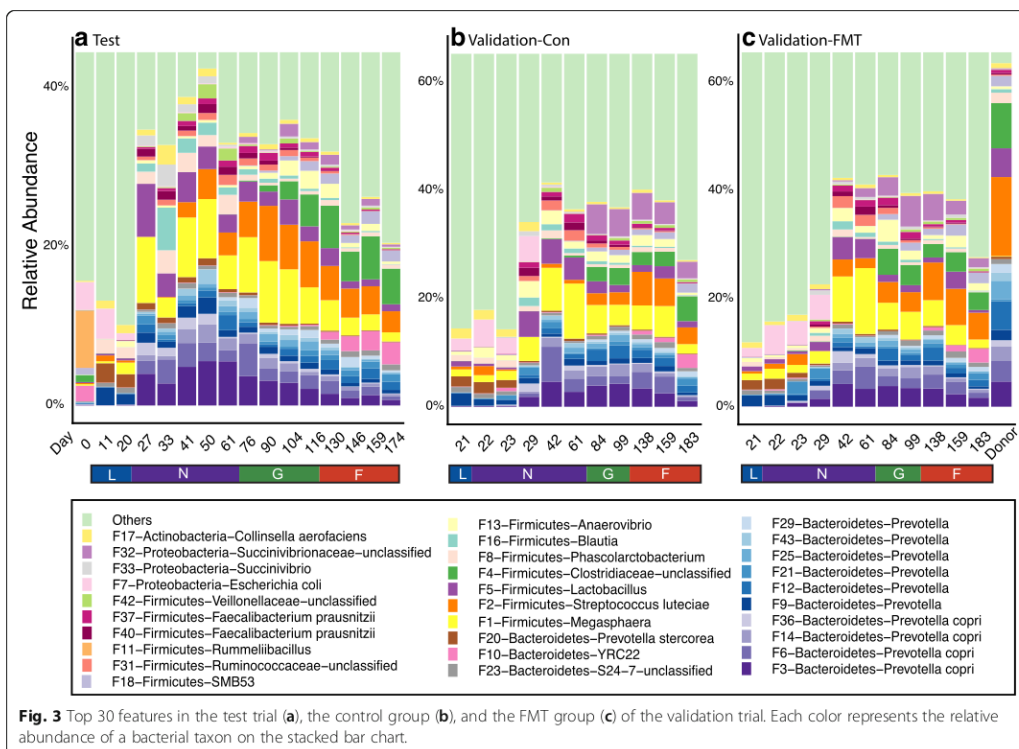 a Test
b Validation-Con
c Validation-FMT
Relative Abundance
40%
20%
0%
60%
40%
20%
0%
60%
40%
20%
0%
Day 0 11 20 27 33 41 50 61 76 90 104 116 130 146 159 174
21 22 23 29 42 61 84 99 138 159 183
21 22 23 29 42 61 84 99 138 159 183 Donor
L N G F
L N G F
L N G F
Others
F17–Actinobacteria–Collinsella aerofaciens
F32–Proteobacteria–Succinivibrionaceae–unclassified
F33–Proteobacteria–Succinivibrio
F7–Proteobacteria–Escherichia coli
F42–Firmicutes–Veillonellaceae–unclassified
F37–Firmicutes–Faecalibacterium prausnitzii
F40–Firmicutes–Faecalibacterium prausnitzii
F11–Firmicutes–Rummeliibacillus
F31–Firmicutes–Ruminococcaceae–unclassified
F18–Firmicutes–SMB53
F13–Firmicutes–Anaerovibrio
F16–Firmicutes–Blautia
F8–Firmicutes–Phascolarctobacterium
F4–Firmicutes–Clostridiaceae–unclassified
F5–Firmicutes–Lactobacillus
F2–Firmicutes–Streptococcus luteciae
F1–Firmicutes–Megasphaera
F20–Bacteroidetes–Prevotella stercorea
F10–Bacteroidetes–YRC22
F23–Bacteroidetes–S24–7–unclassified
F29–Bacteroidetes–Prevotella
F43–Bacteroidetes–Prevotella
F25–Bacteroidetes–Prevotella
F21–Bacteroidetes–Prevotella
F12–Bacteroidetes–Prevotella
F9–Bacteroidetes–Prevotella
F36–Bacteroidetes–Prevotella copri
F14–Bacteroidetes–Prevotella copri
F6–Bacteroidetes–Prevotella copri
F3–Bacteroidetes–Prevotella copri
Fig. 3 Top 30 features in the test trial (a), the control group (b), and the FMT group (c) of the validation trial. Each color represents the relative
abundance of a bacterial taxon on the stacked bar chart.